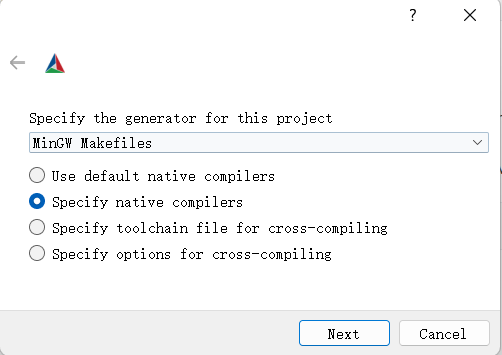 ?
Specify the generator for this project
MinGW Makefiles
Use default native compilers
Specify native compilers
Specify toolchain file for cross-compiling
Specify options for cross-compiling
Next Cancel